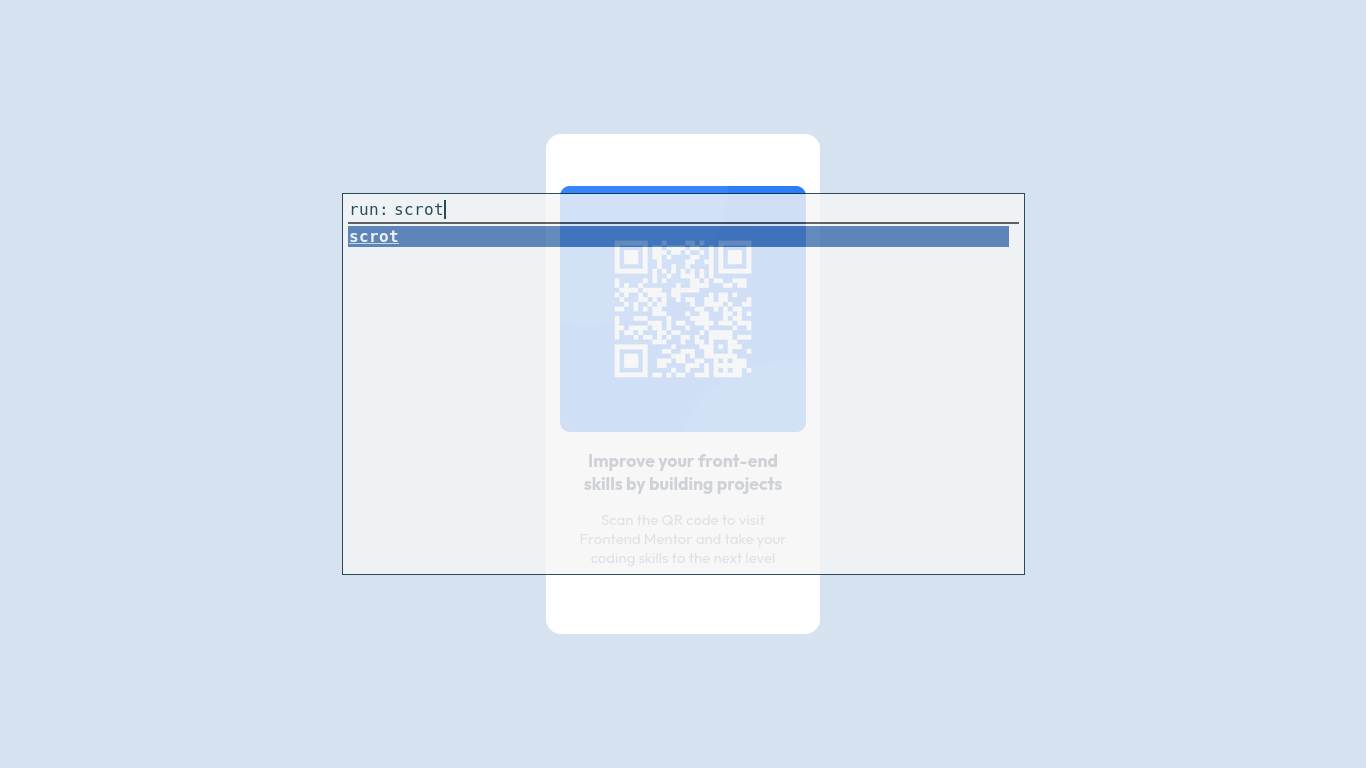 run: scrot
scrot
Improve your front-end
skills by building projects
Scan the QR code to visit
Frontend Mentor and take your
coding skills to the next level